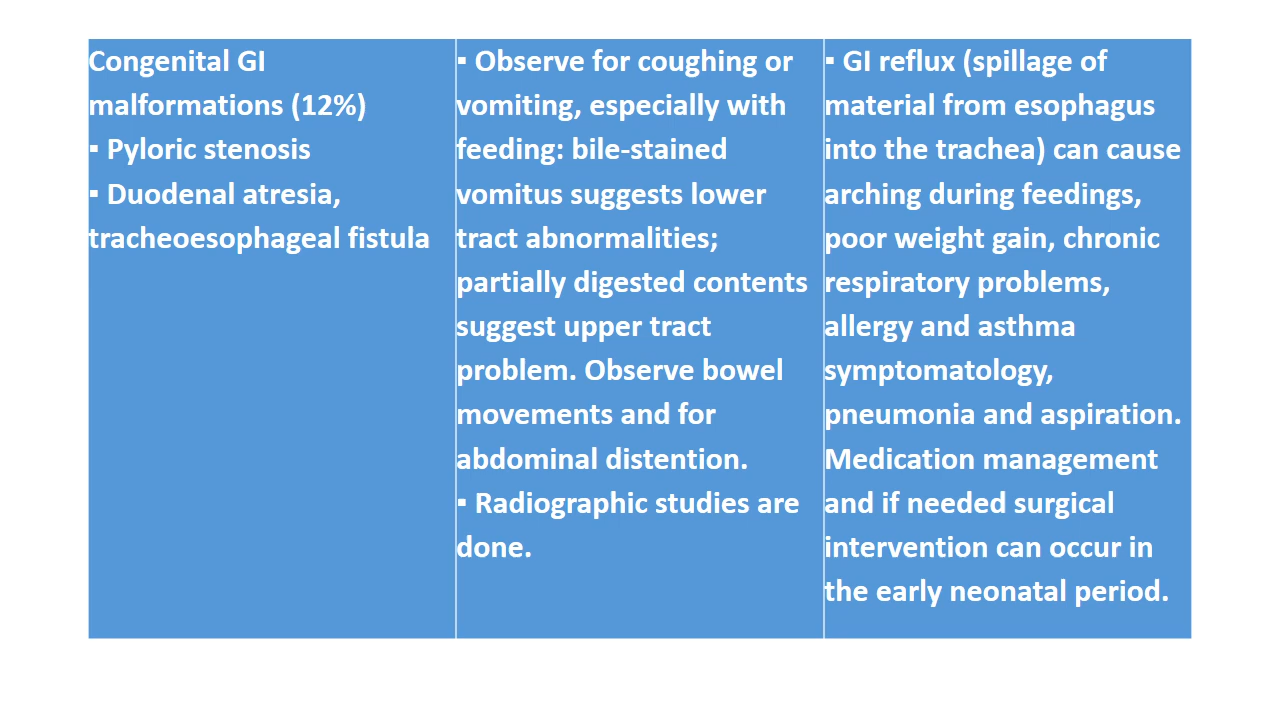 Congenital GI
malformations (12%)
▪ Pyloric stenosis
▪ Duodenal atresia,
tracheoesophageal fistula
▪ Observe for coughing or
vomiting, especially with
feeding: bile-stained
vomitus suggests lower
tract abnormalities;
partially digested contents
suggest upper tract
problem. Observe bowel
movements and for
abdominal distention.
▪ Radiographic studies are
done.
▪ GI reflux (spillage of
material from esophagus
into the trachea) can cause
arching during feedings,
poor weight gain, chronic
respiratory problems,
allergy and asthma
symptomatology,
pneumonia and aspiration.
Medication management
and if needed surgical
intervention can occur in
the early neonatal period.